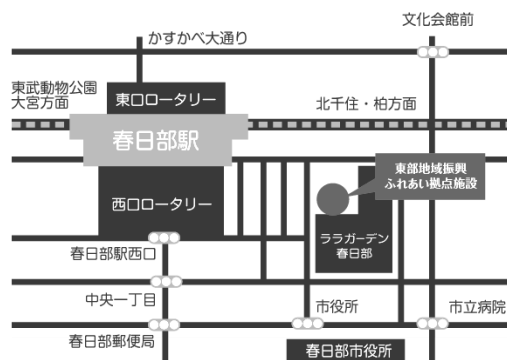 文化会館前
かすかべ大通り
東武動物公園
大宮方面
東口ロータリー
北千住・柏方面
春日部駅
東部地域振興
ふれあい拠点施設
西口ロータリー
ララガーデン
春日部
春日部駅西口
中央一丁目
市役所
市立病院
春日部郵便局
春日部市役所